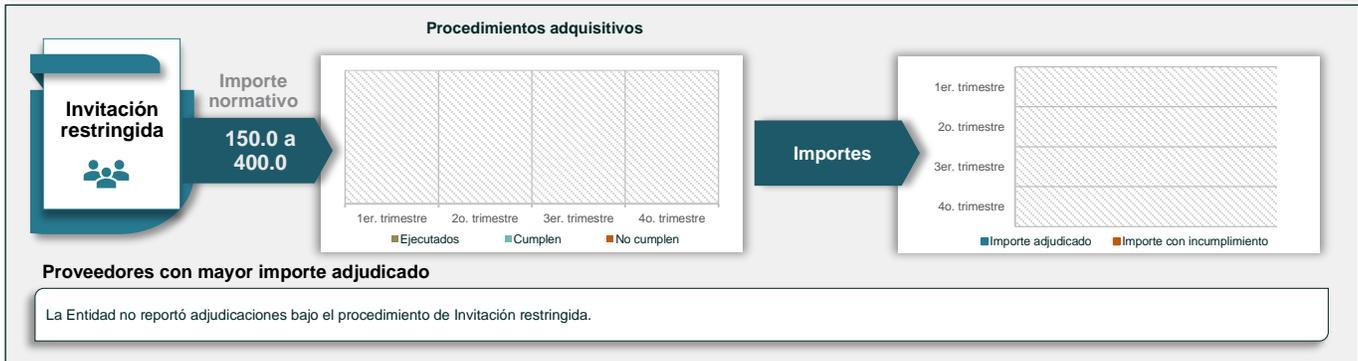 Procedimientos adquisitivos
Invitación
restringida
Importe
normativo
150.0 a
400.0
1er. trimestre 2o. trimestre 3er. trimestre 4o. trimestre
Ejecutados Cumplen No cumplen
Importes
1er. trimestre
2o. trimestre
3er. trimestre
4o. trimestre
Importe adjudicado Importe con incumplimiento
Proveedores con mayor importe adjudicado
La Entidad no reportó adjudicaciones bajo el procedimiento de Invitación restringida.